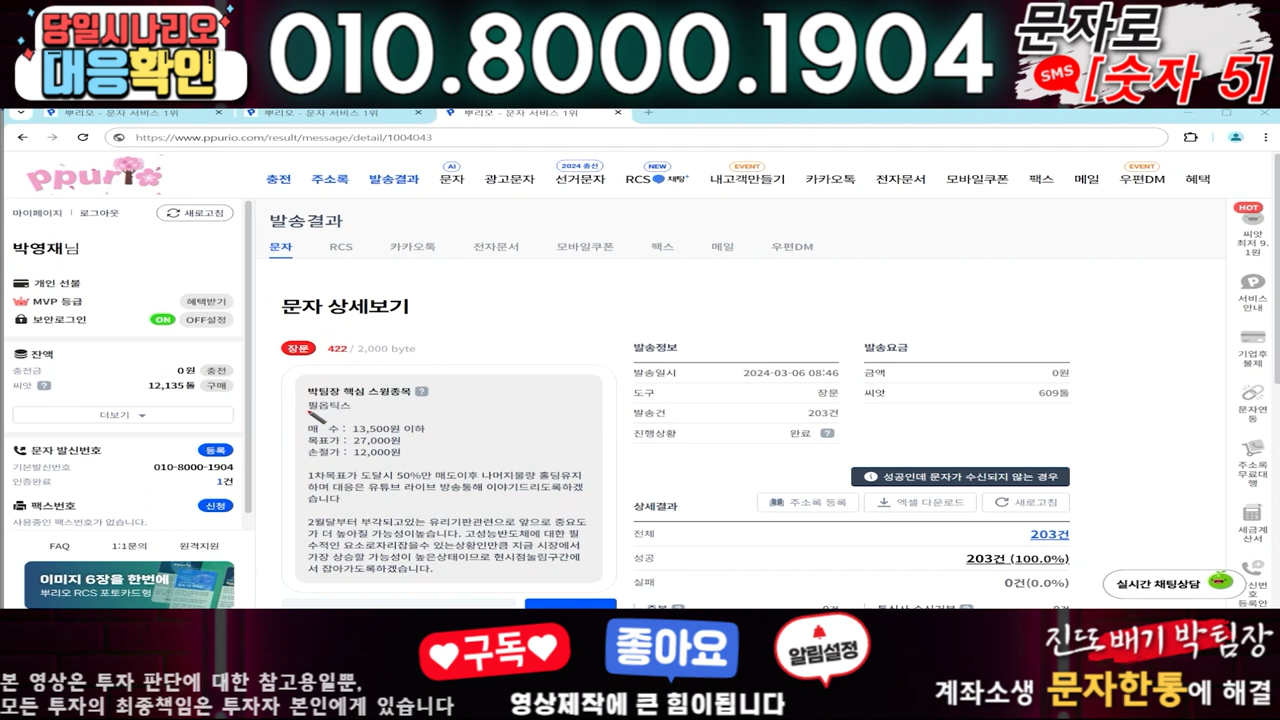 당일시나리오
대응확인
010.8000.1904
문자로
SMS
[숫자 5]
뿌리오 - 문자 서비스 1위
뿌리오 - 문자 서비스 1위
뿌리오 - 문자 서비스 1위
https://www.ppurio.com/result/message/detail/1004043
ppurio
충전
주소록
발송결과
AI
문자
광고문자
2024 총선
선거문자
NEW
RCS 채팅+
EVENT
내고객만들기
카카오톡
전자문서
모바일쿠폰
팩스
메일
EVENT
우편DM
혜택
마이페이지 | 로그아웃
새로고침
박영재님
개인 선불
MVP 등급
혜택받기
보안로그인
ON
OFF설정
잔액
충전금 0원 충전
씨앗 ? 12,135톨 구매
더보기
문자 발신번호 등록
기본발신번호 010-8000-1904
인증완료 1건
팩스번호 신청
사용중인 팩스번호가 없습니다.
FAQ 1:1문의 원격지원
이미지 6장을 한번에
뿌리오 RCS 포토카드형
발송결과
문자 RCS 카카오톡 전자문서 모바일쿠폰 팩스 메일 우편DM
문자 상세보기
장문 422 / 2,000 byte
박팀장 핵심 스윙종목 ?
필옵틱스
매 수 : 13,500원 이하
목표가 : 27,000원
손절가 : 12,000원
1차목표가 도달시 50%만 매도이후 나머지물량 홀딩유지
하며 대응은 유튜브 라이브 방송통해 이야기드리도록하겠
습니다
2월달부터 부각되고있는 유리기판관련으로 앞으로 중요도
가 더 높아질 가능성이높습니다. 고성능반도체에 대한 필
수적인 요소로자리잡을수 있는상황인만큼 지금 시장에서
가장 상승할 가능성이 높은상태이므로 현시점눌림구간에
서 잡아가도록하겠습니다.
발송정보
발송일시 2024-03-06 08:46
도구 장문
발송건 203건
진행상황 완료 ?
발송요금
금액 0원
씨앗 609톨
성공인데 문자가 수신되지 않는 경우
상세결과
주소록 등록
엑셀 다운로드
새로고침
전체 203건
성공 203건 (100.0%)
실패 0건(0.0%)
HOT
씨앗
최저 9.
1원
서비스
안내
기업후
불제
문자연
동
주소록
무료대
행
세금계
산서
실시간 채팅상담
등록안
구독
좋아요
알림설정
영상제작에 큰 힘이됩니다
본 영상은 투자 판단에 대한 참고용일뿐,
모든 투자의 최종책임은 투자자 본인에게 있습니다
진또배기 박팀장
계좌소생 문자한통에 해결